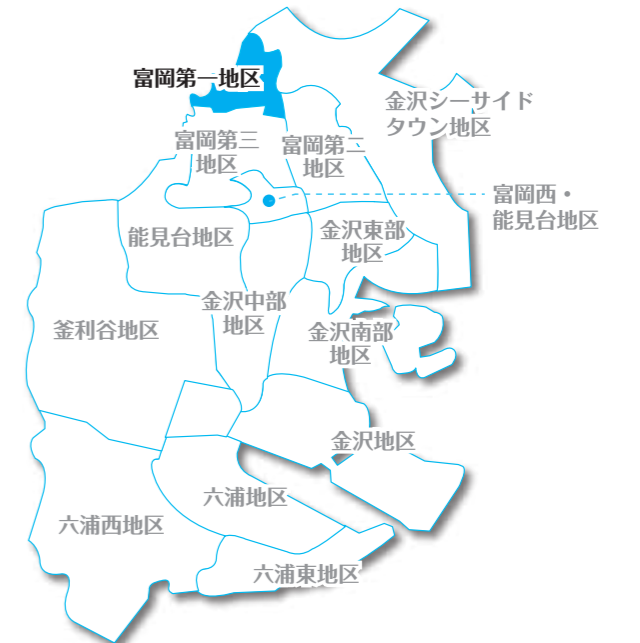 富岡第一地区
金沢シーサイド
タウン地区
富岡第三
地区
富岡第二
地区
富岡西・
能見台地区
能見台地区
金沢東部
地区
金沢中部
地区
釜利谷地区
金沢南部
地区
金沢地区
六浦地区
六浦西地区
六浦東地区